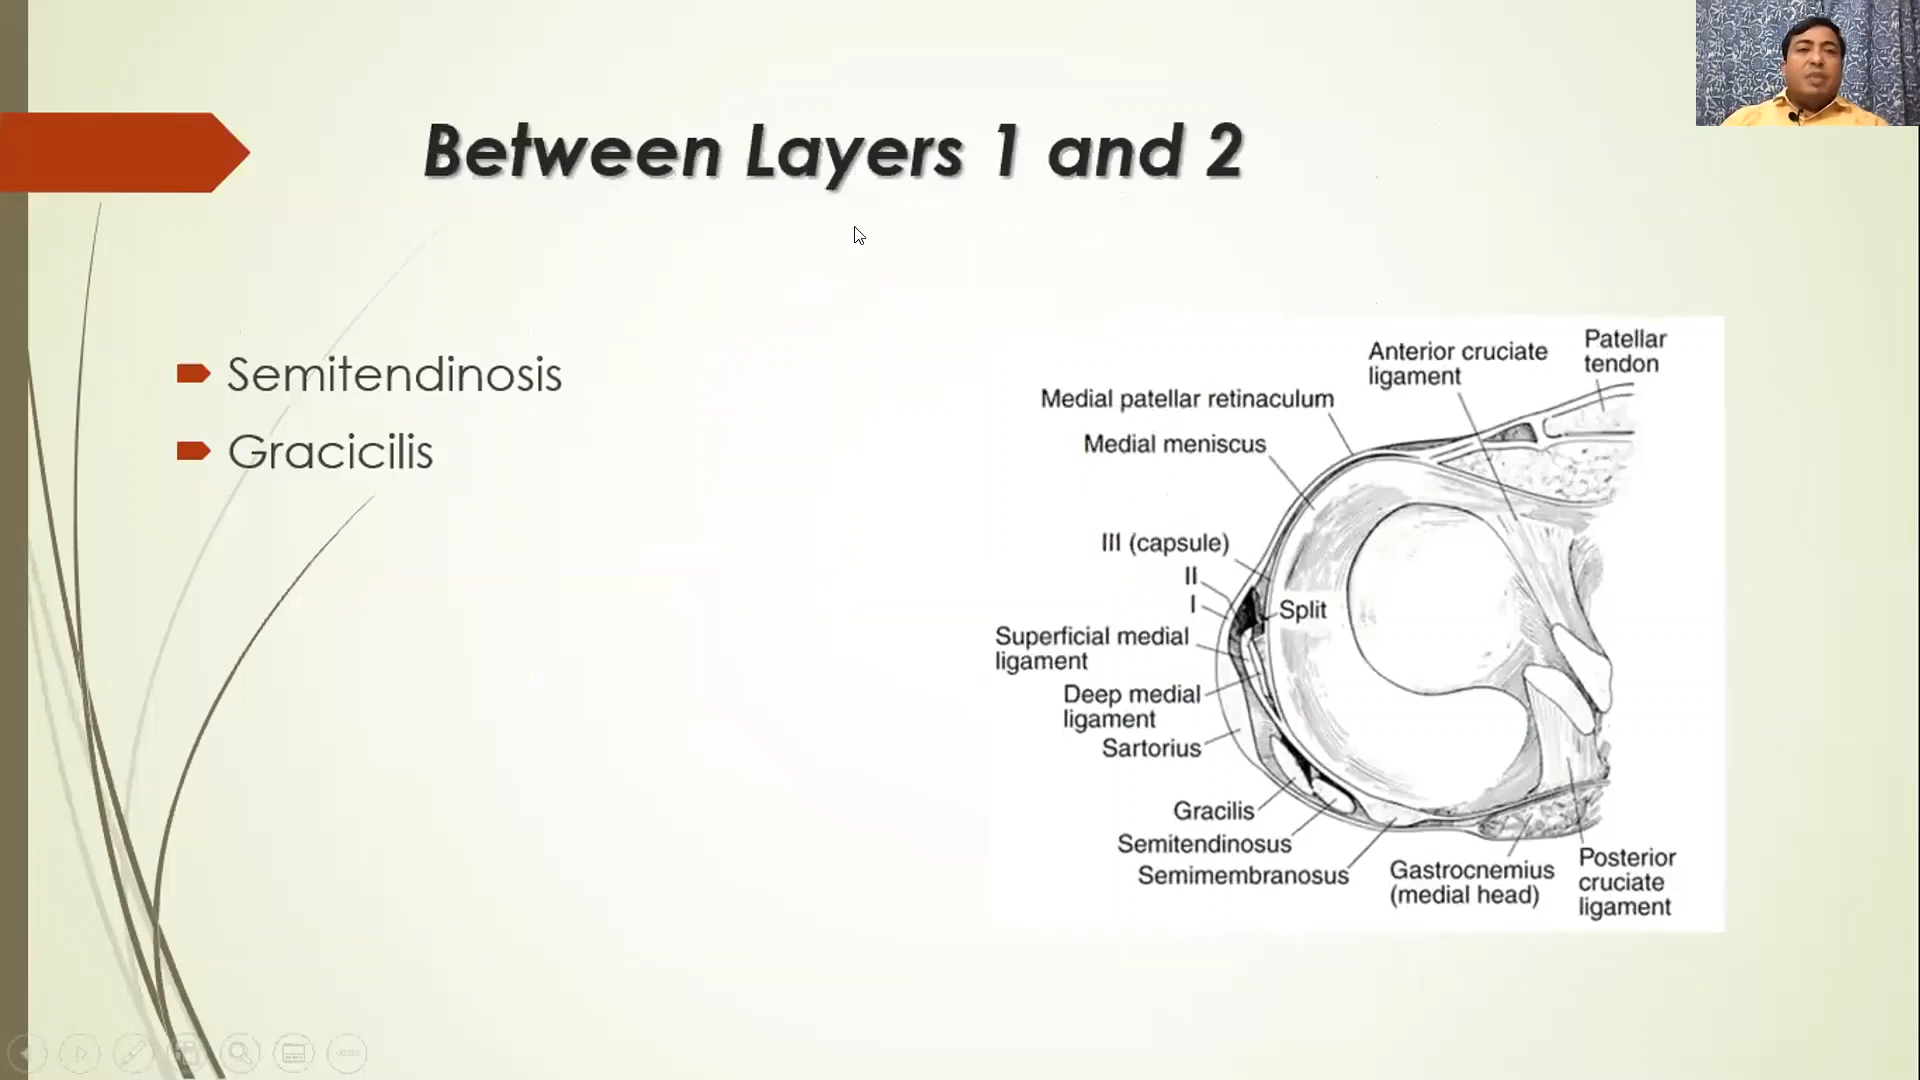 Between Layers 1 and 2
Semitendinosis
Gracicilis
Patellar
tendon
Anterior cruciate
ligament
Medial patellar retinaculum
Medial meniscus
III (capsule)
II
I
Split
Superficial medial
ligament
Deep medial
ligament
Sartorius
Gracilis
Semitendinosus
Semimembranosus
Gastrocnemius
(medial head)
Posterior
cruciate
ligament